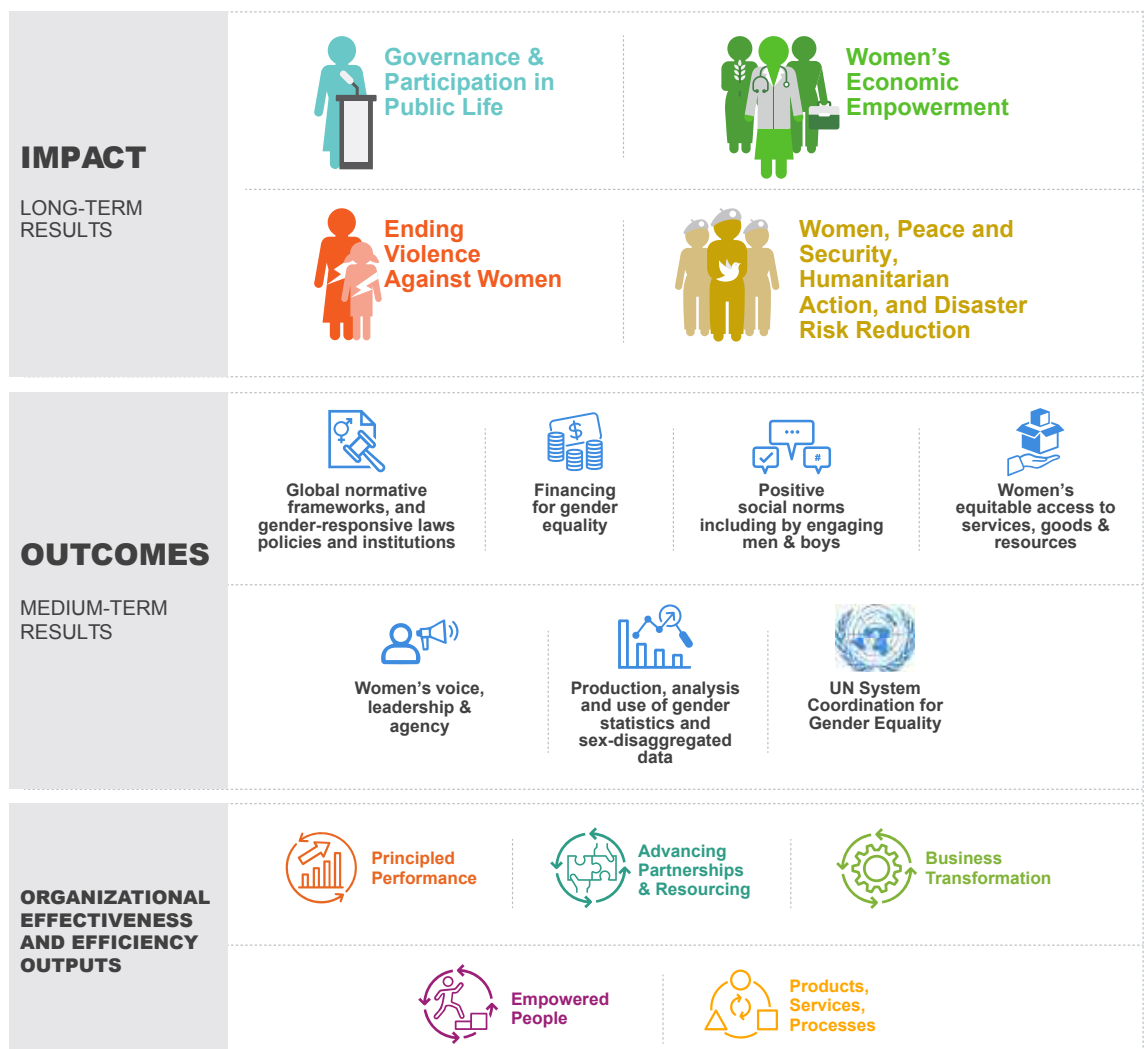 IMPACT
LONG-TERM
RESULTS
Governance &
Participation in
Public Life
Women's
Economic
Empowerment
Ending
Violence
Against Women
Women, Peace and
Security,
Humanitarian
Action, and Disaster
Risk Reduction
OUTCOMES
MEDIUM-TERM
RESULTS
$
...
#
Global normative
frameworks, and
gender-responsive laws
policies and institutions
Financing
for gender
equality
Positive
social norms
including by engaging
men & boys
Women's
equitable access to
services, goods &
resources
Women's voice,
leadership &
agency
Production, analysis
and use of gender
statistics and
sex-disaggregated
data
UN System
Coordination for
Gender Equality
ORGANIZATIONAL
EFFECTIVENESS
AND EFFICIENCY
OUTPUTS
Principled
Performance
Advancing
Partnerships
& Resourcing
Business
Transformation
Empowered
People
Products,
Services,
Processes